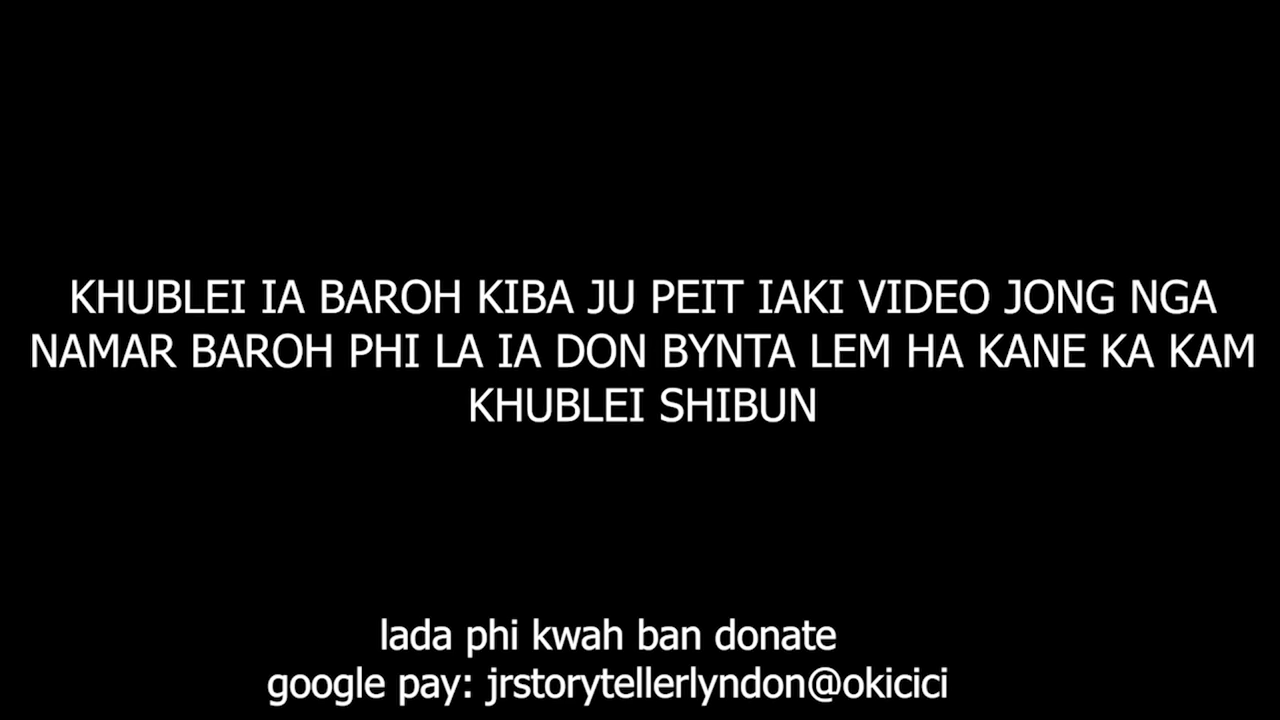 KHUBLEI IA BAROH KIBA JU PEIT IAKI VIDEO JONG NGA
NAMAR BAROH PHI LA IA DON BYNTA LEM HA KANE KA KAM
KHUBLEI SHIBUN
lada phi kwah ban donate
google pay: jrstorytellerlyndon@okicici